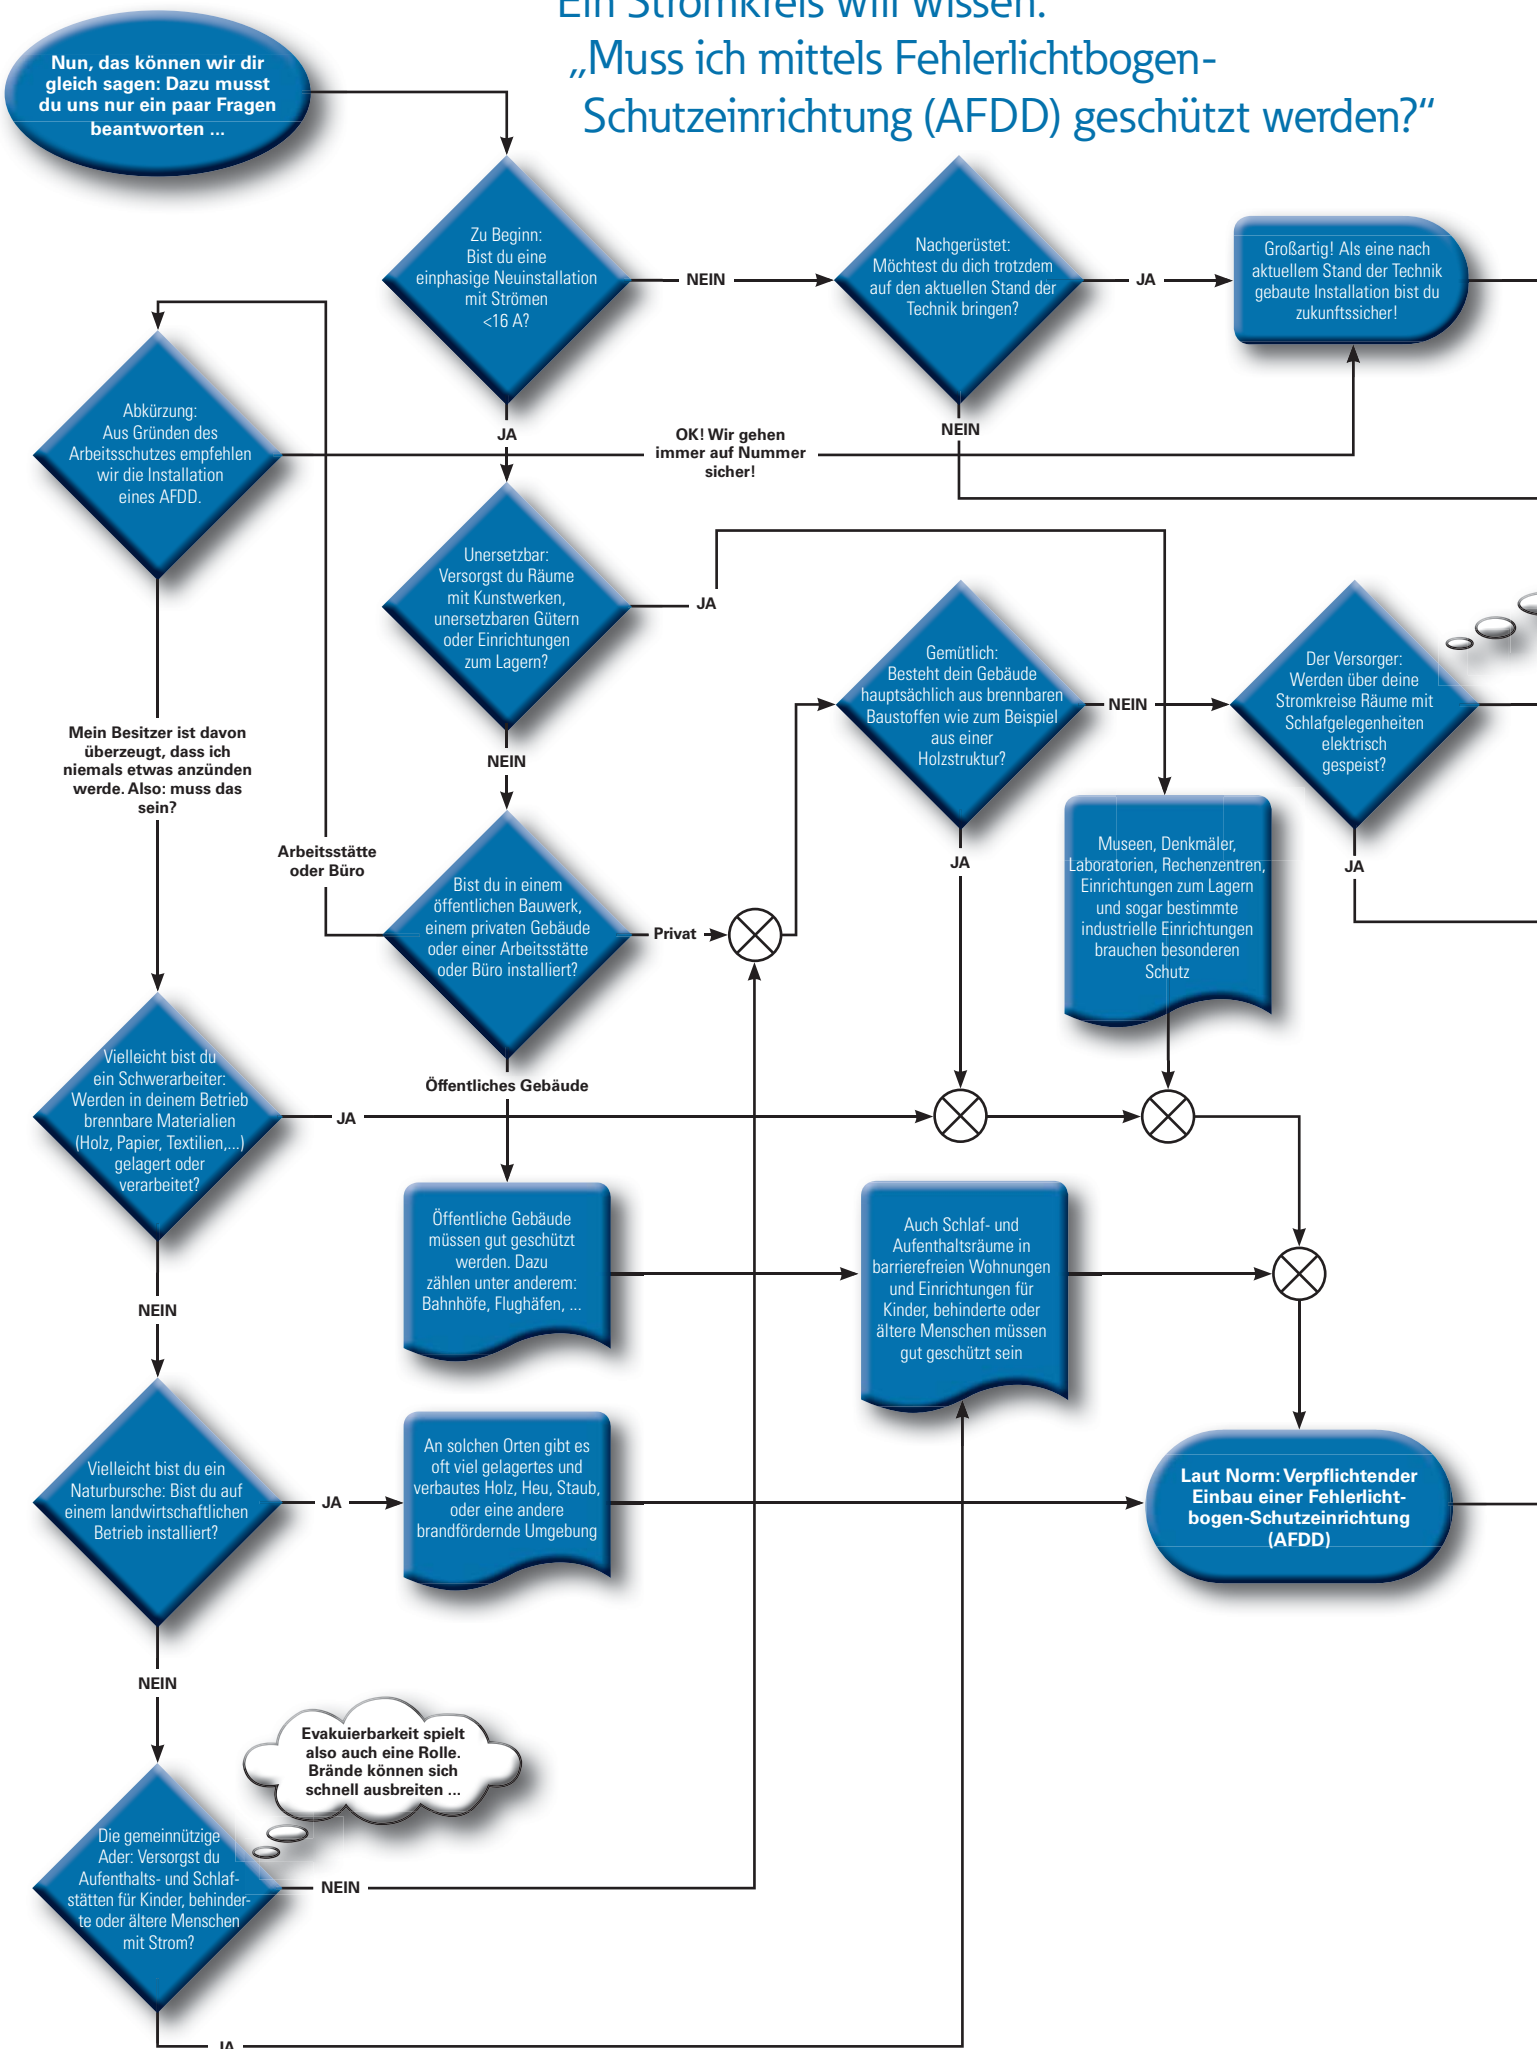 Ein Stromkreis will wissen:
„Muss ich mittels Fehlerlichtbogen-
Schutzeinrichtung (AFDD) geschützt werden?“
Nun, das können wir dir
gleich sagen: Dazu musst
du uns nur ein paar Fragen
beantworten ...
Zu Beginn:
Bist du eine
einphasige Neuinstallation
mit Strömen
<16 A?
NEIN
Nachgerüstet:
Möchtest du dich trotzdem
auf den aktuellen Stand der
Technik bringen?
JA
Großartig! Als eine nach
aktuellem Stand der Technik
gebaute Installation bist du
zukunftssicher!
Abkürzung:
Aus Gründen des
Arbeitsschutzes empfehlen
wir die Installation
eines AFDD.
JA
OK! Wir gehen
immer auf Nummer
sicher!
NEIN
Unersetzbar:
Versorgst du Räume
mit Kunstwerken,
unersetzbaren Gütern
oder Einrichtungen
zum Lagern?
JA
Gemütlich:
Besteht dein Gebäude
hauptsächlich aus brennbaren
Baustoffen wie zum Beispiel
aus einer
Holzstruktur?
NEIN
Der Versorger:
Werden über deine
Stromkreise Räume mit
Schlafgelegenheiten
elektrisch
gespeist?
Mein Besitzer ist davon
überzeugt, dass ich
niemals etwas anzünden
werde. Also: muss das
sein?
NEIN
Arbeitsstätte
oder Büro
Bist du in einem
öffentlichen Bauwerk,
einem privaten Gebäude
oder einer Arbeitsstätte
oder Büro installiert?
Privat
JA
Museen, Denkmäler,
Laboratorien, Rechenzentren,
Einrichtungen zum Lagern
und sogar bestimmte
industrielle Einrichtungen
brauchen besonderen
Schutz
JA
Vielleicht bist du
ein Schwerarbeiter:
Werden in deinem Betrieb
brennbare Materialien
(Holz, Papier, Textilien,...)
gelagert oder
verarbeitet?
JA
Öffentliches Gebäude
Öffentliche Gebäude
müssen gut geschützt
werden. Dazu
zählen unter anderem:
Bahnhöfe, Flughäfen, ...
Auch Schlaf- und
Aufenthaltsräume in
barrierefreien Wohnungen
und Einrichtungen für
Kinder, behinderte oder
ältere Menschen müssen
gut geschützt sein
NEIN
Vielleicht bist du ein
Naturbursche: Bist du auf
einem landwirtschaftlichen
Betrieb installiert?
JA
An solchen Orten gibt es
oft viel gelagertes und
verbautes Holz, Heu, Staub,
oder eine andere
brandfördernde Umgebung
Laut Norm: Verpflichtender
Einbau einer Fehlerlicht-
bogen-Schutzeinrichtung
(AFDD)
NEIN
Evakuierbarkeit spielt
also auch eine Rolle.
Brände können sich
schnell ausbreiten ...
Die gemeinnützige
Ader: Versorgst du
Aufenthalts- und Schlaf-
stätten für Kinder, behinder-
te oder ältere Menschen
mit Strom?
NEIN
JA